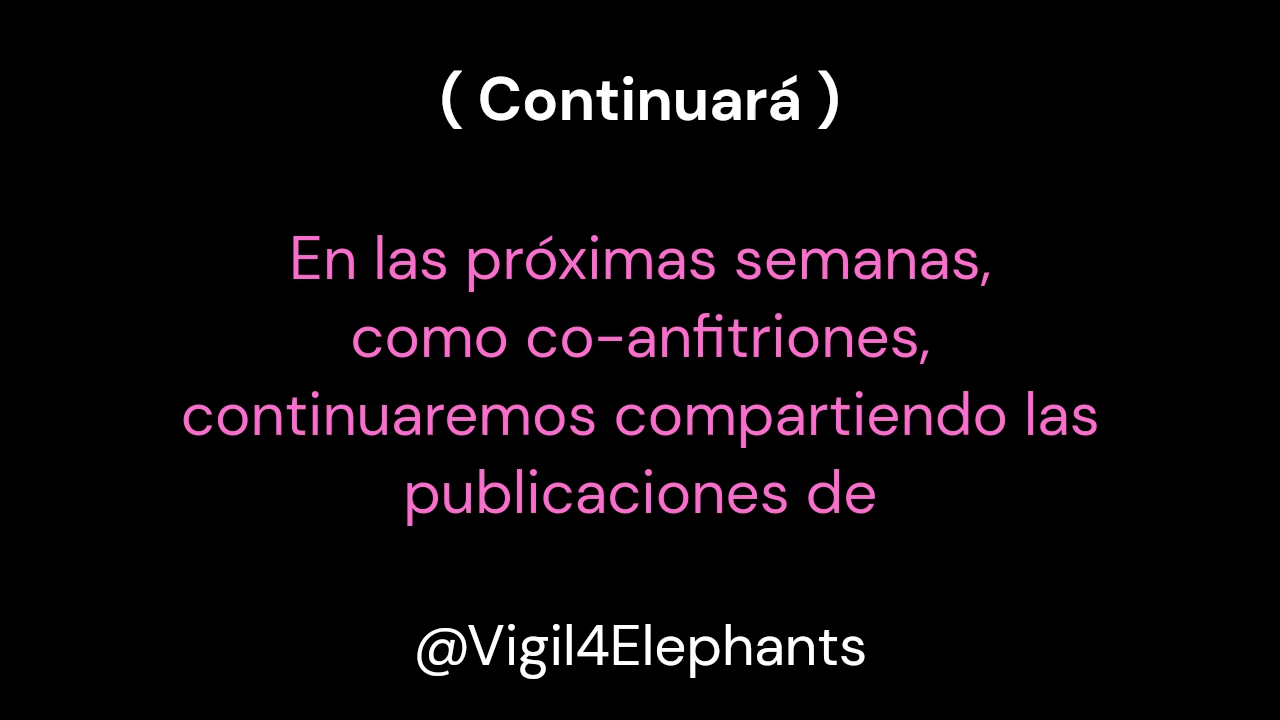 ( Continuará )
En las próximas semanas,
como co-anfitriones,
continuaremos compartiendo las
publicaciones de
@Vigil4Elephants